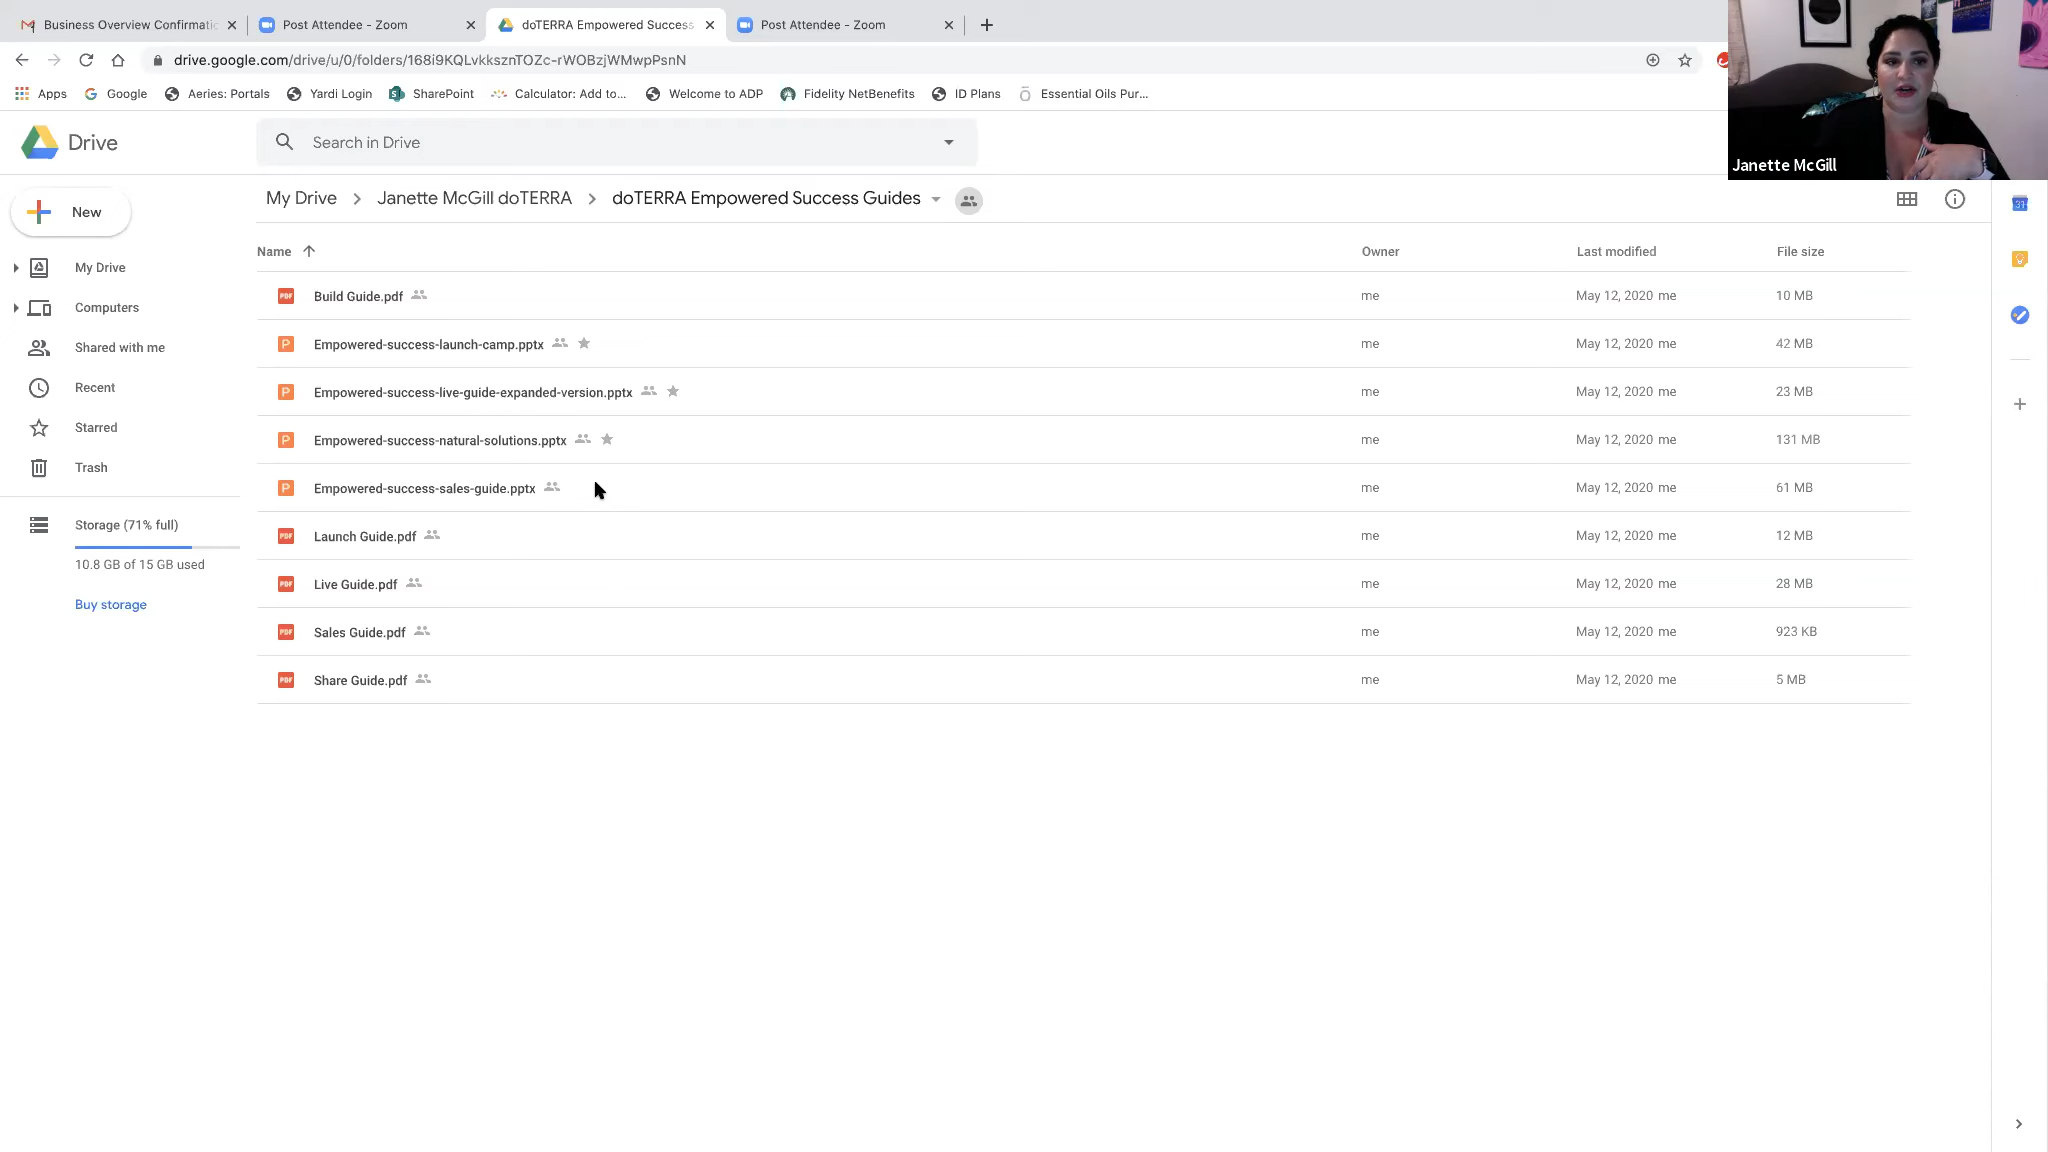 Business Overview Confirmatic
Post Attendee - Zoom
doTERRA Empowered Success
Post Attendee - Zoom
drive.google.com/drive/u/0/folders/168i9KQLvkksznTOZc-rWOBzjWMwpPsnN
Apps
Google
Aeries: Portals
Yardi Login
SharePoint
Calculator: Add to...
Welcome to ADP
Fidelity NetBenefits
ID Plans
Essential Oils Pur...
Janette McGill
Drive
Search in Drive
New
My Drive
Computers
Shared with me
Recent
Starred
Trash
Storage (71% full)
10.8 GB of 15 GB used
Buy storage
My Drive > Janette McGill doTERRA > doTERRA Empowered Success Guides
Name Owner Last modified File size
PDF Build Guide.pdf me May 12, 2020 me 10 MB
P Empowered-success-launch-camp.pptx me May 12, 2020 me 42 MB
P Empowered-success-live-guide-expanded-version.pptx me May 12, 2020 me 23 MB
P Empowered-success-natural-solutions.pptx me May 12, 2020 me 131 MB
P Empowered-success-sales-guide.pptx me May 12, 2020 me 61 MB
PDF Launch Guide.pdf me May 12, 2020 me 12 MB
PDF Live Guide.pdf me May 12, 2020 me 28 MB
PDF Sales Guide.pdf me May 12, 2020 me 923 KB
PDF Share Guide.pdf me May 12, 2020 me 5 MB
31